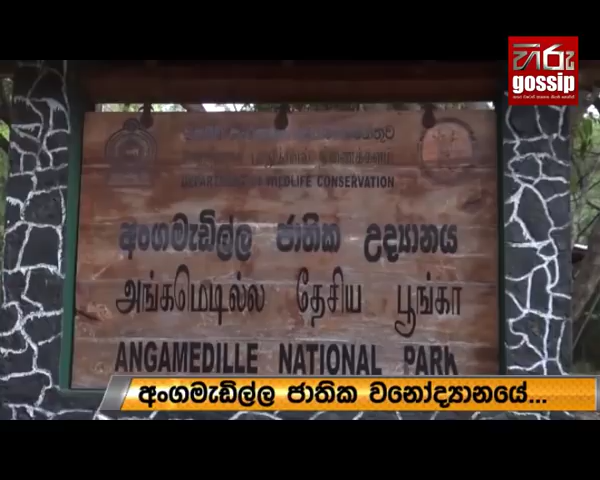 හිරු
gossip
DEPARTMENT OF WILDLIFE CONSERVATION
අංගමැඩිල්ල ජාතික උද්‍යානය
அங்கமெடில்ல தேசிய பூங்கா
ANGAMEDILLE NATIONAL PARK
අංගමැඩිල්ල ජාතික වනෝද්‍යානයේ...